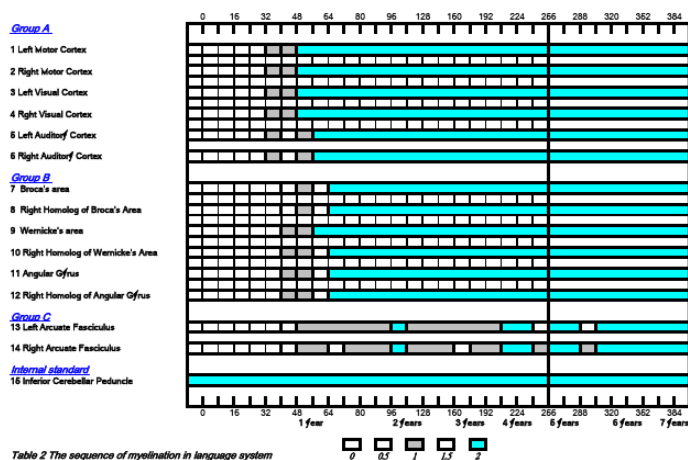 0 16 32 48 64 80 96 128 160 192 224 266 288 320 362 384
Group A
1 Left Motor Cortex
2 Right Motor Cortex
3 Left Visual Cortex
4 Rght Visual Cortex
5 Left Auditory Cortex
6 Right Auditory Cortex
Group B
7 Broca's area
8 Right Homolog of Broca's Area
9 Wernicke's area
10 Right Homolog of Wernicke's Area
11 Angular Gyrus
12 Right Homolog of Angular Gyrus
Group C
13 Left Arcuate Fasciculus
14 Right Arcuate Fasciculus
Internal standard
15 Inferior Cerebellar Peduncle
0 16 32 48 64 80 96 128 160 192 224 266 288 320 362 384
1 year 2 years 3 years 4 years 5 years 6 years 7 years
Table 2 The sequence of myelination in language system
0 0.5 1 1.5 2